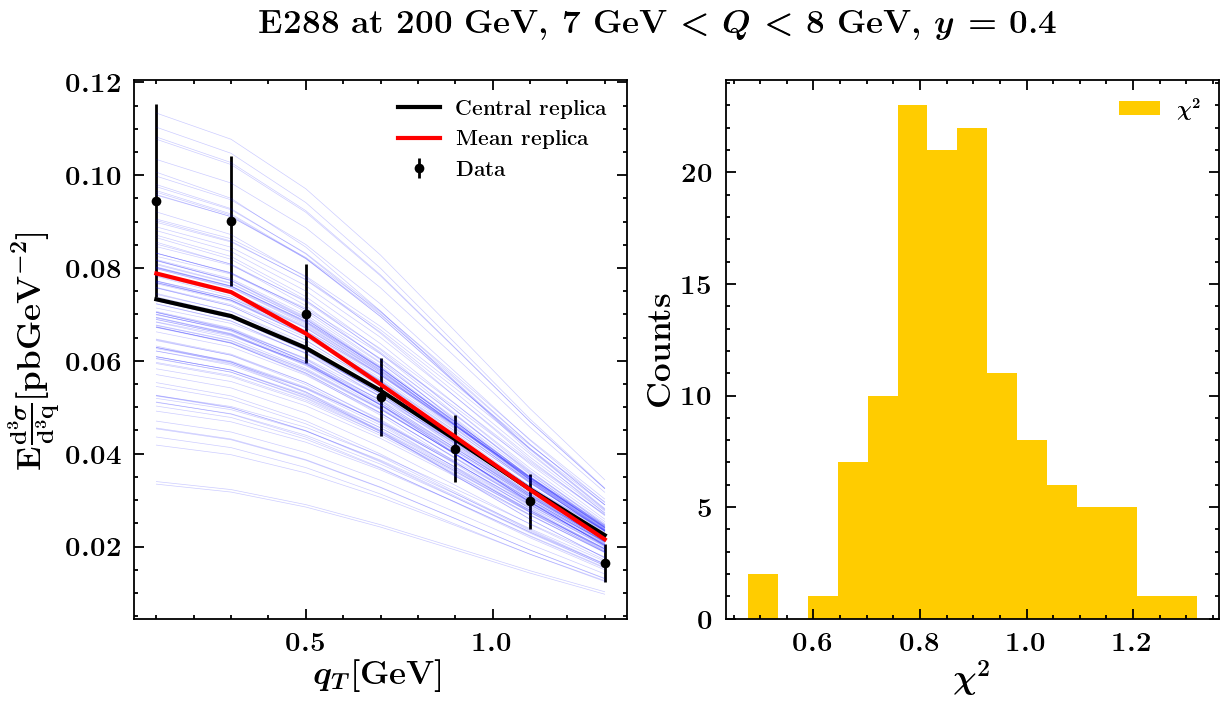 E288 at 200 GeV, 7 GeV < Q < 8 GeV, y = 0.4
E d³σ/d³q [pbGeV⁻²]
0.12
0.10
0.08
0.06
0.04
0.02
Central replica
Mean replica
Data
0.5 1.0
q_T[GeV]
Counts
20
15
10
5
0
χ²
0.6 0.8 1.0 1.2
χ²